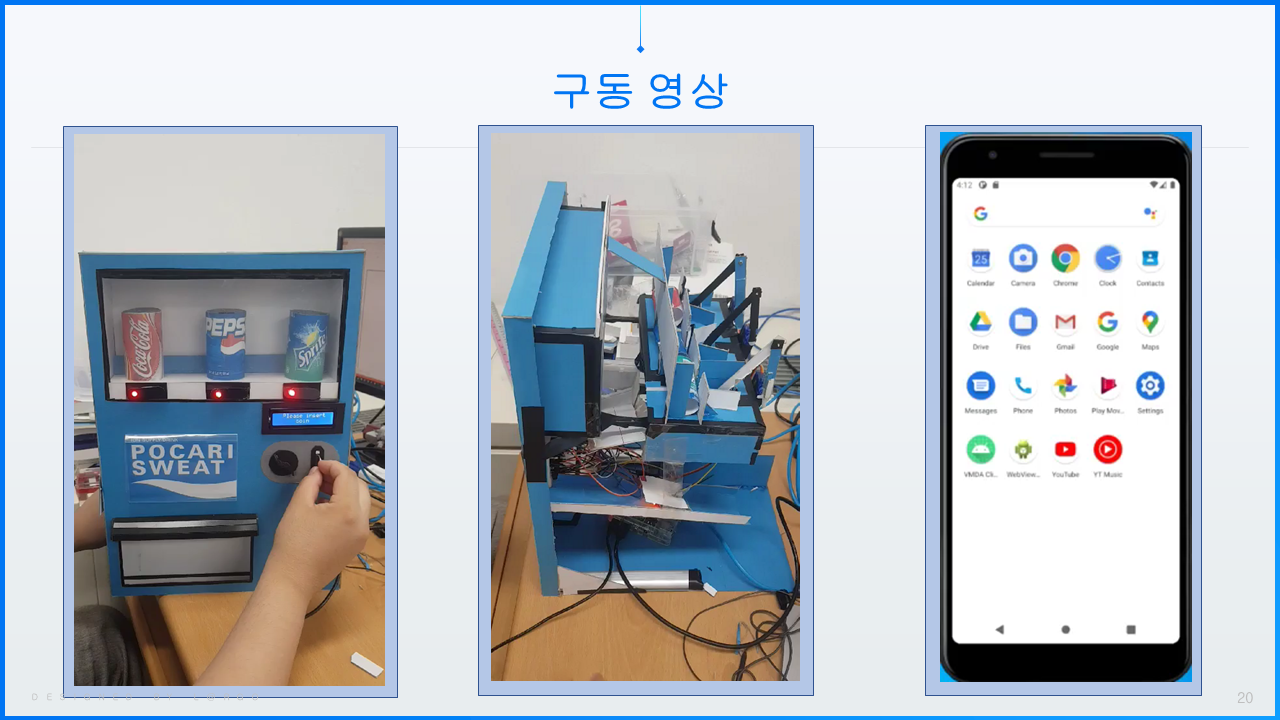 구동 영상
Coca-Cola
PEPSI
Sprite
Please insert
coin
POCARI
SWEAT
4:12
25
Calendar
Camera
Chrome
Clock
Contacts
Drive
Files
Gmail
Google
Maps
Messages
Phone
Photos
Play Mov...
Settings
VMDA Cli...
WebView...
YouTube
YT Music
20